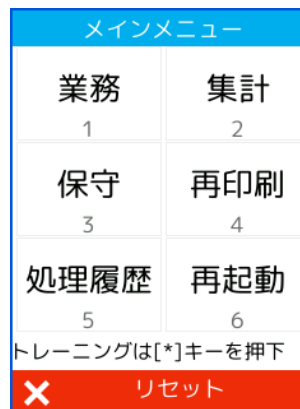 メインメニュー
業務 集計
1 2
保守 再印刷
3 4
処理履歴 再起動
5 6
トレーニングは[*]キーを押下
リセット